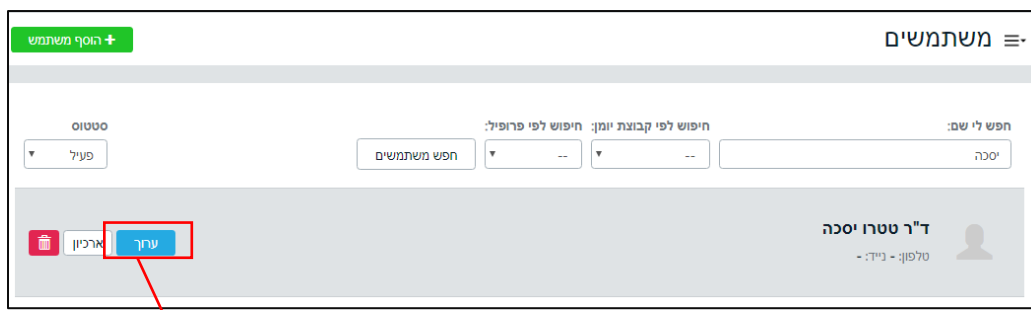 משתמשים
+ הוסף משתמש
חפש לי שם: חיפוש לפי קבוצת יומן: חיפוש לפי פרופיל: סטטוס
יסכה -- -- חפש משתמשים פעיל
ד"ר טטרו יסכה
טלפון: - נייד: -
ערוך ארכיון